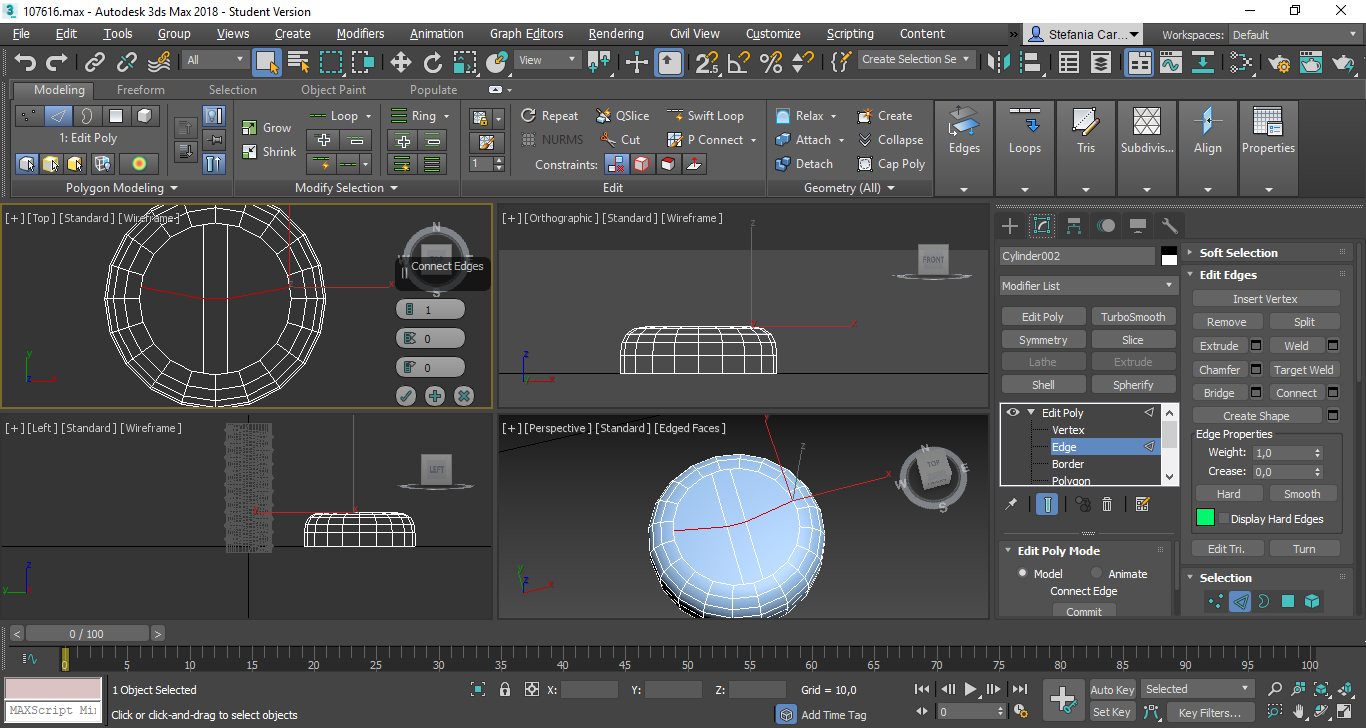 107616.max - Autodesk 3ds Max 2018 - Student Version
File Edit Tools Group Views Create Modifiers Animation Graph Editors Rendering Civil View Customize Scripting Content » Stefania Car... Workspaces: Default
All View Create Selection Se
Modeling Freeform Selection Object Paint Populate
1: Edit Poly
Polygon Modeling
Grow
Shrink
Loop
Ring
Modify Selection
1
Repeat QSlice Swift Loop
NURMS Cut P Connect
Constraints:
Edit
Relax Create
Attach Collapse
Detach Cap Poly
Geometry (All)
Edges Loops Tris Subdivis... Align Properties
[+] [Top] [Standard] [Wireframe]
N
Connect Edges
S
1
0
0
x
y
z
x
[+] [Orthographic] [Standard] [Wireframe]
FRONT
z
x
z
x
[+] [Left] [Standard] [Wireframe]
LEFT
z
y
[+] [Perspective] [Standard] [Edged Faces]
N
TOP
E
W
S
z
x
y
z
x
Cylinder002
Modifier List
Edit Poly TurboSmooth
Symmetry Slice
Lathe Extrude
Shell Spherify
Edit Poly
Vertex
Edge
Border
Polygon
Edit Poly Mode
Model Animate
Connect Edge
Commit
Soft Selection
Edit Edges
Insert Vertex
Remove Split
Extrude Weld
Chamfer Target Weld
Bridge Connect
Create Shape
Edge Properties
Weight: 1,0
Crease: 0,0
Hard Smooth
Display Hard Edges
Edit Tri. Turn
Selection
< 0 / 100 >
0 5 10 15 20 25 30 35 40 45 50 55 60 65 70 75 80 85 90 95 100
MAXScript Mi
1 Object Selected
Click or click-and-drag to select objects
X: Y: Z: Grid = 10,0
Add Time Tag
0
Auto Key Selected
Set Key Key Filters...